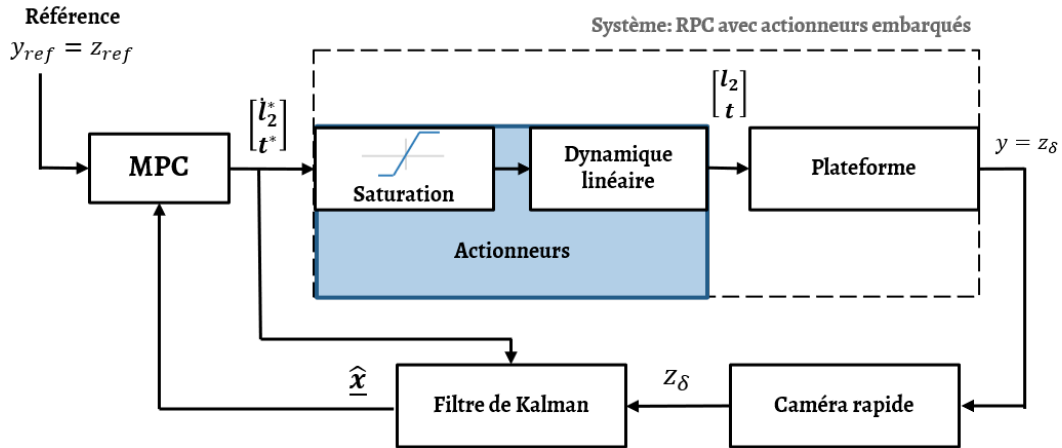 Référence
y_ref = z_ref
Système: RPC avec actionneurs embarqués
[l̇₂*
t*]
[l₂
t]
MPC
Saturation
Dynamique
linéaire
Plateforme
y = z_δ
Actionneurs
x̂
Filtre de Kalman
z_δ
Caméra rapide